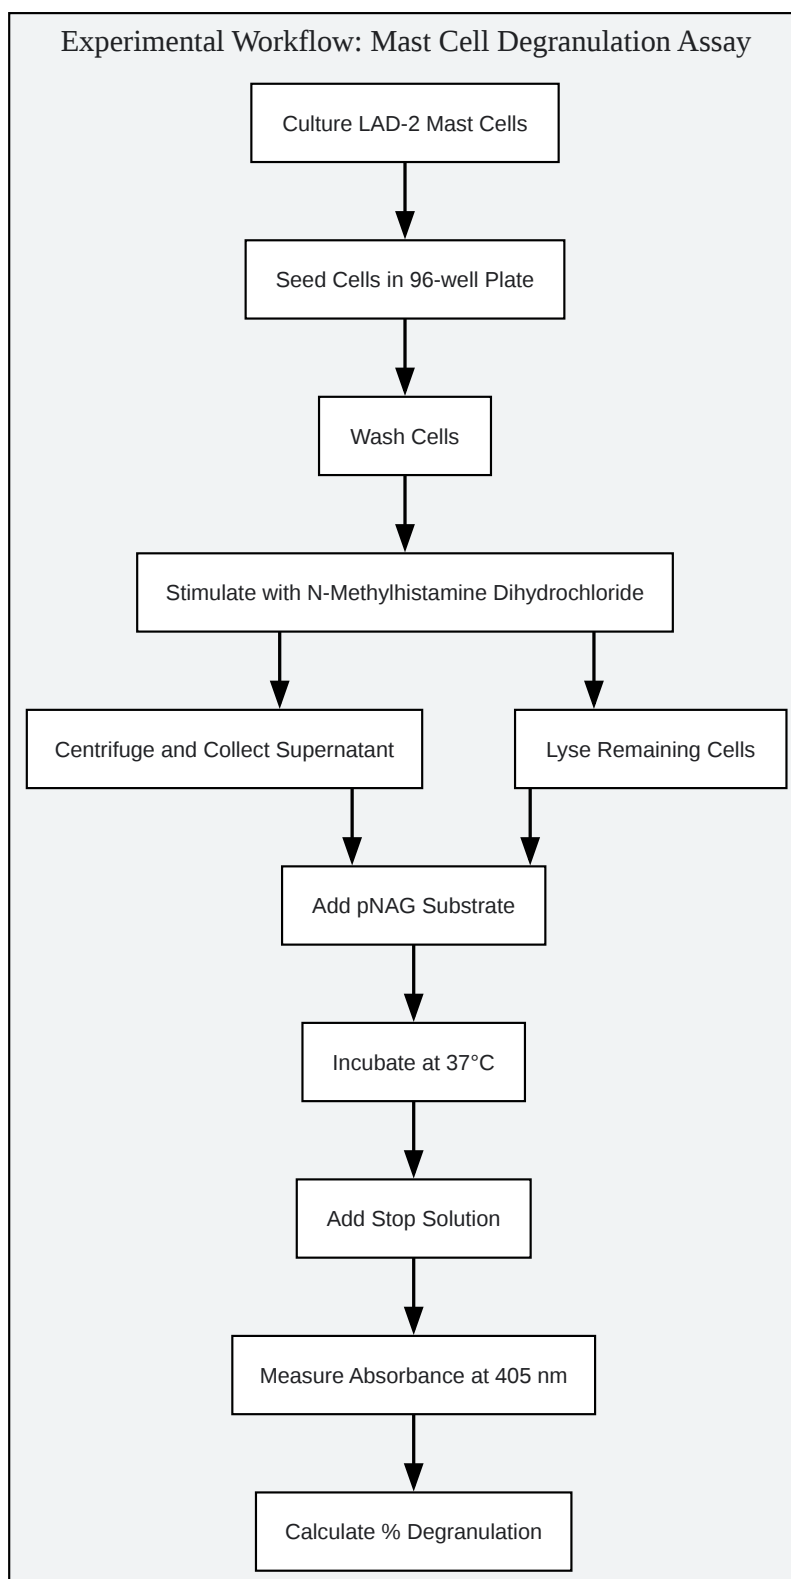 Experimental Workflow: Mast Cell Degranulation Assay
Culture LAD-2 Mast Cells
Seed Cells in 96-well Plate
Wash Cells
Stimulate with N-Methylhistamine Dihydrochloride
Centrifuge and Collect Supernatant
Lyse Remaining Cells
Add pNAG Substrate
Incubate at 37°C
Add Stop Solution
Measure Absorbance at 405 nm
Calculate % Degranulation